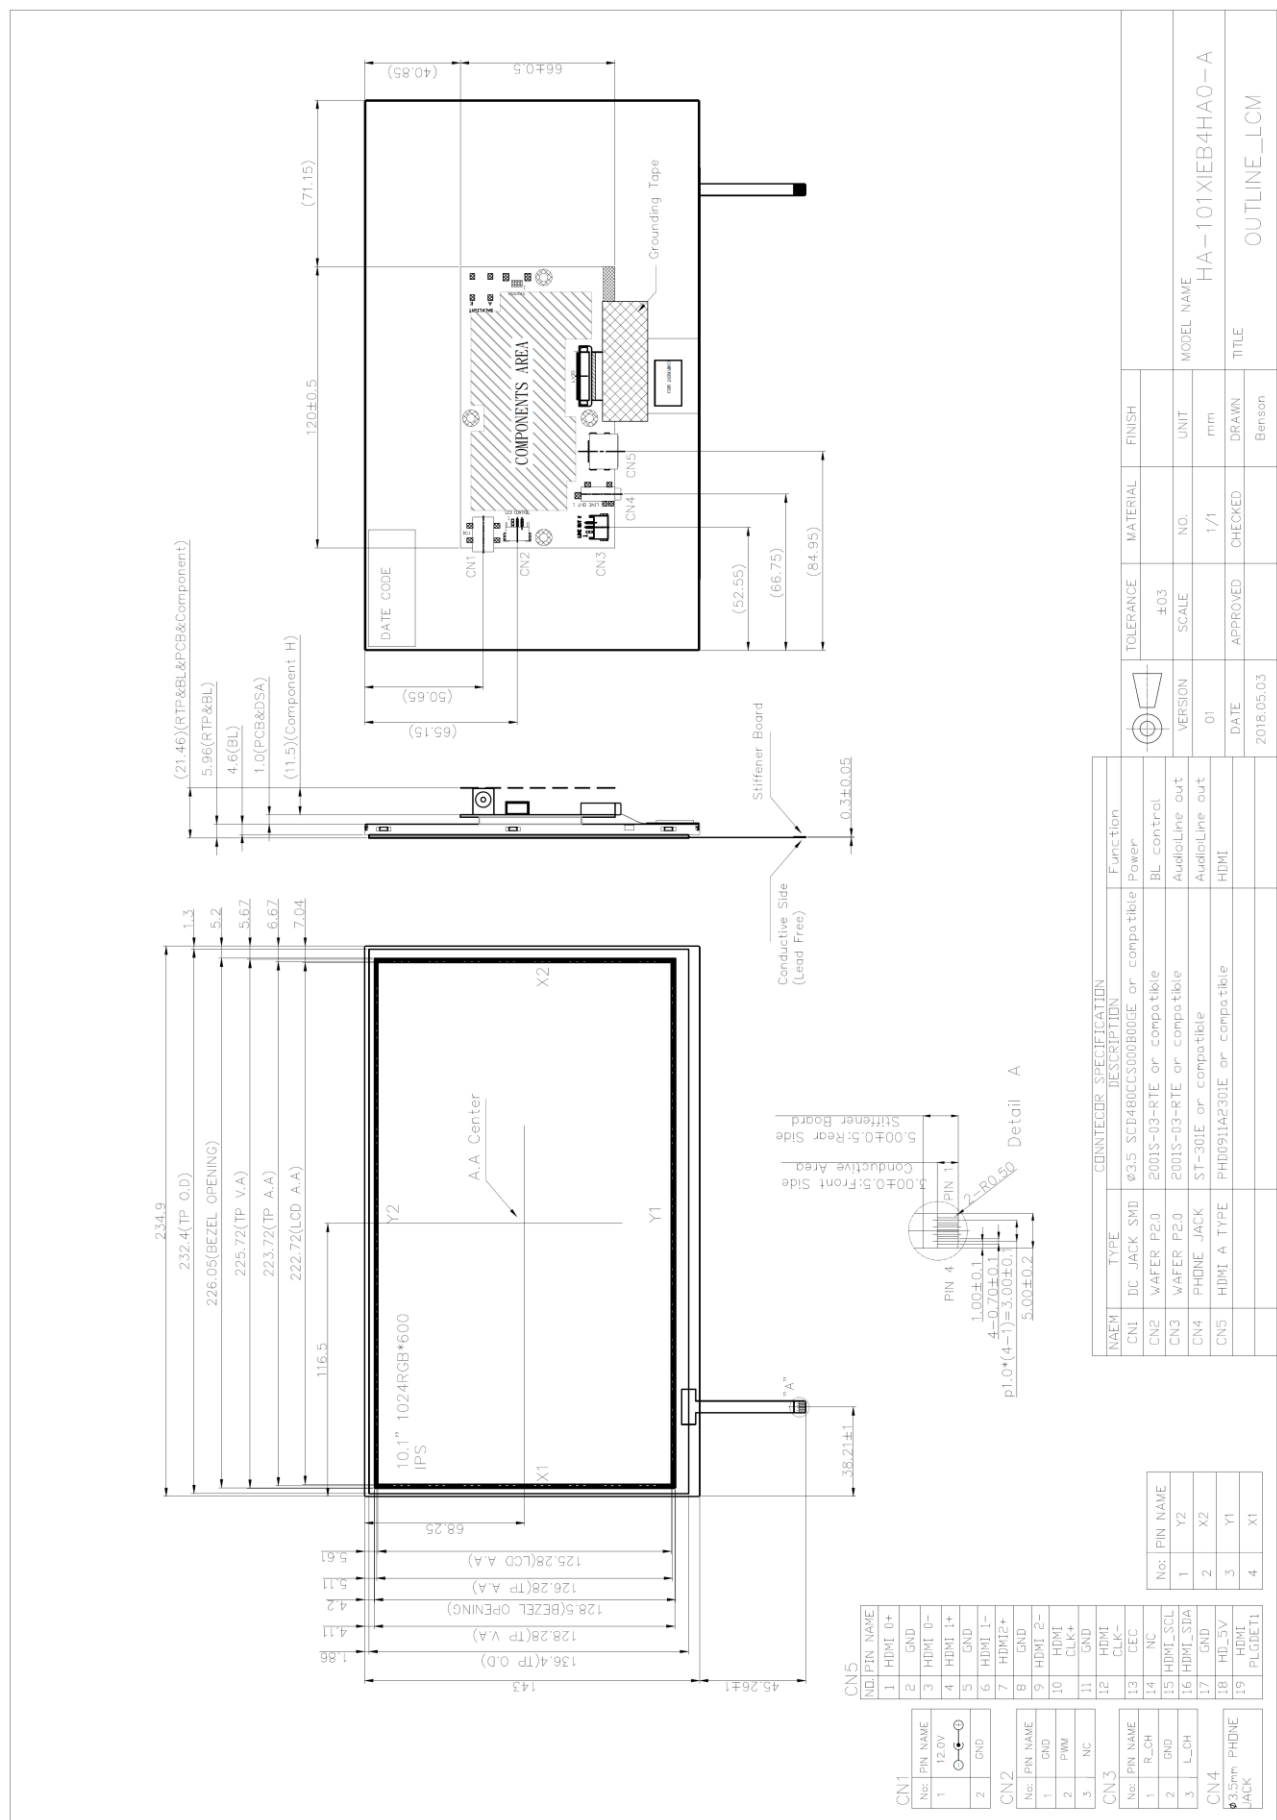 234.9
232.4(TP O.D)
226.05(BEZEL OPENING)
225.72(TP V.A)
223.72(TP A.A)
222.72(LCD A.A)
116.5
1.3
5.2
5.67
6.67
7.04
143
136.4(TP O.D)
128.28(TP V.A)
128.5(BEZEL OPENING)
126.28(TP A.A)
125.28(LCD A.A)
68.25
1.86
4.11
4.2
5.11
5.61
45.26±1
38.21±1
"A"
10.1" 1024RGB*600
IPS
A.A Center
X1
X2
Y1
Y2
(21.46)(RTP&BL&PCB&Component)
5.96(RTP&BL)
4.6(BL)
1.0(PCB&DSA)
(11.5)(Component H)
Conductive Side
(Lead Free)
Stiffener Board
0.3±0.05
120±0.5
(71.15)
(40.85)
66±0.5
(50.65)
(65.15)
(52.55)
(66.75)
(84.95)
DATE CODE
COMPONENTS AREA
Grounding Tape
BACKLIGHT
A
K
LINE OUT 1
CN1
CN2
CN3
CN4
CN5
PIN 4
PIN 1
1.00±0.1
4-0.70±0.1
p1.0*(4-1)=3.00±0.1
5.00±0.2
2-R0.50
3.00±0.5:Front Side
Conductive Area
5.00±0.5:Rear Side
Stiffener Board
Detail A
CN1
No: PIN NAME
1 12.0V
2 GND
CN2
No: PIN NAME
1 GND
2 PWM
3 NC
CN3
No: PIN NAME
1 R_CH
2 GND
3 L_CH
CN4
ø3.5mm PHONE
JACK
CN5
NO. PIN NAME
1 HDMI 0+
2 GND
3 HDMI 0-
4 HDMI 1+
5 GND
6 HDMI 1-
7 HDMI2+
8 GND
9 HDMI 2-
10 HDMI CLK+
11 GND
12 HDMI CLK-
13 CEC
14 NC
15 HDMI_SCL
16 HDMI_SDA
17 GND
18 HD_5V
19 HDMI PLGDET1
No: PIN NAME
1 Y2
2 X2
3 Y1
4 X1
CONNTECOR SPECIFICATION
NAEM TYPE DESCRIPTION Function
CN1 DC JACK SMD ø3.5 SCD480CCS000B00GE or compatible Power
CN2 WAFER P2.0 2001S-03-RTE or compatible BL control
CN3 WAFER P2.0 2001S-03-RTE or compatible Audio:Line out
CN4 PHONE JACK ST-301E or compatible Audio:Line out
CN5 HDMI A TYPE PHD0911A2301E or compatible HDMI
TOLERANCE MATERIAL FINISH
±03
VERSION SCALE NO. UNIT MODEL NAME
01 1/1 mm HA-101XIEB4HA0-A
DATE APPROVED CHECKED DRAWN TITLE
2018.05.03 Benson OUTLINE_LCM